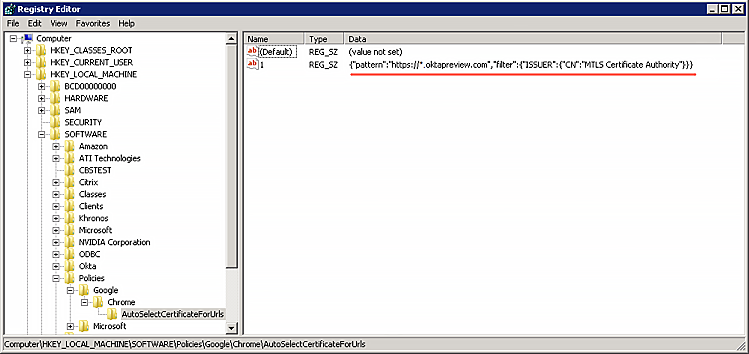 Registry Editor
File Edit View Favorites Help
Computer
HKEY_CLASSES_ROOT
HKEY_CURRENT_USER
HKEY_LOCAL_MACHINE
BCD00000000
HARDWARE
SAM
SECURITY
SOFTWARE
Amazon
ATI Technologies
CBSTEST
Citrix
Classes
Clients
Khronos
Microsoft
NVIDIA Corporation
ODBC
Okta
Policies
Google
Chrome
AutoSelectCertificateForUrls
Microsoft
Name Type Data
(Default) REG_SZ (value not set)
1 REG_SZ {"pattern":"https://*.oktapreview.com","filter":{"ISSUER":{"CN":"MTLS Certificate Authority"}}}
Computer\HKEY_LOCAL_MACHINE\SOFTWARE\Policies\Google\Chrome\AutoSelectCertificateForUrls